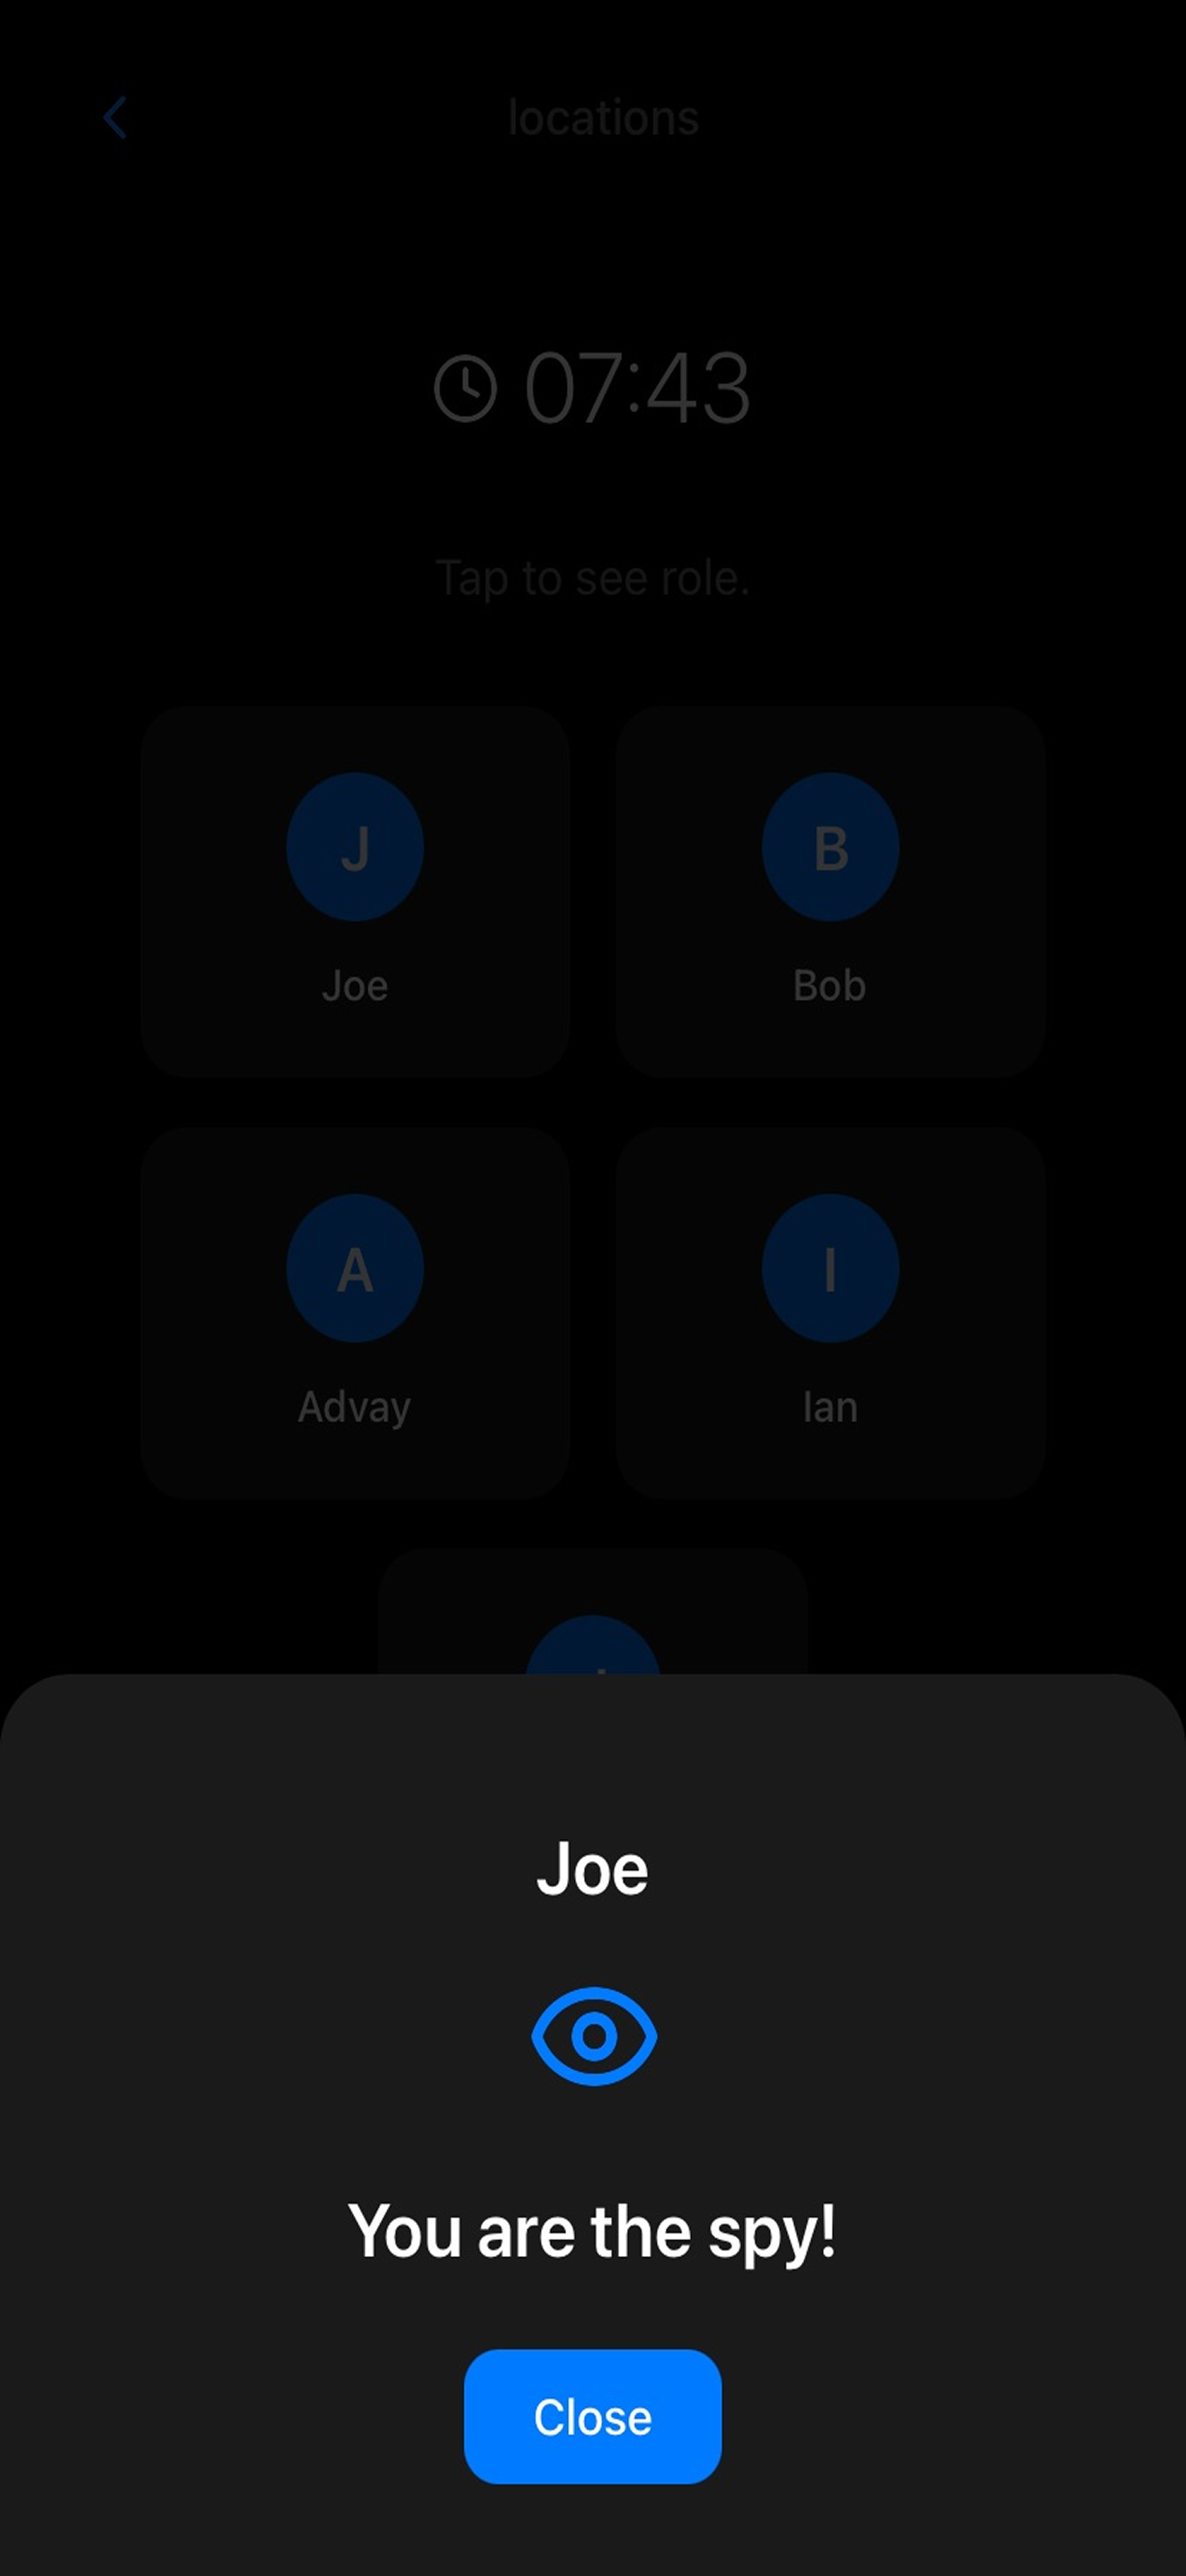 locations
07:43
Tap to see role.
J
B
Joe
Bob
A
I
Advay
Ian
Joe
You are the spy!
Close